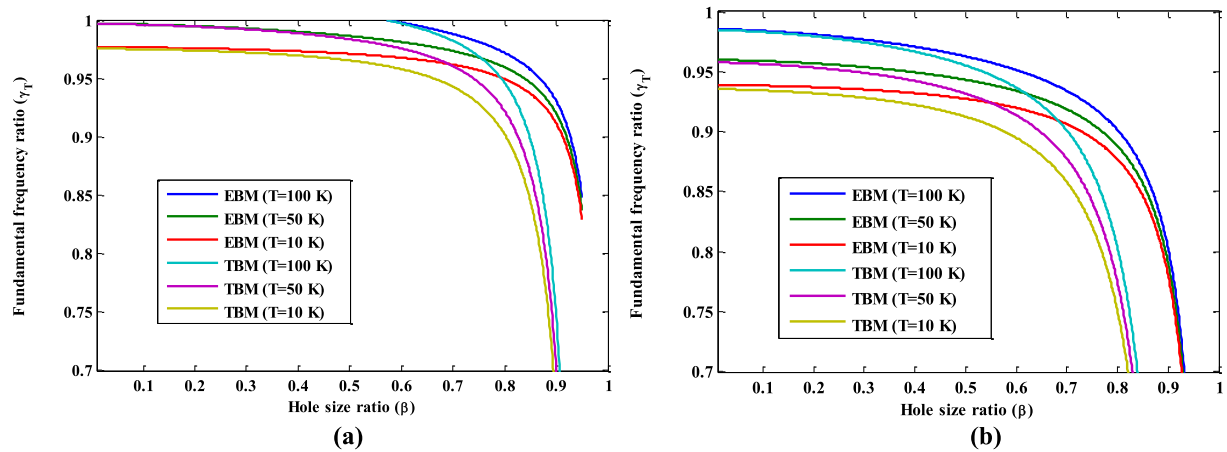 1
0.95
0.9
0.85
0.8
0.75
0.7
Fundamental frequency ratio (γT)
EBM (T=100 K)
EBM (T=50 K)
EBM (T=10 K)
TBM (T=100 K)
TBM (T=50 K)
TBM (T=10 K)
0.1 0.2 0.3 0.4 0.5 0.6 0.7 0.8 0.9 1
Hole size ratio (β)
(a)
1
0.95
0.9
0.85
0.8
0.75
0.7
Fundamental frequency ratio (γT)
EBM (T=100 K)
EBM (T=50 K)
EBM (T=10 K)
TBM (T=100 K)
TBM (T=50 K)
TBM (T=10 K)
0.1 0.2 0.3 0.4 0.5 0.6 0.7 0.8 0.9 1
Hole size ratio (β)
(b)